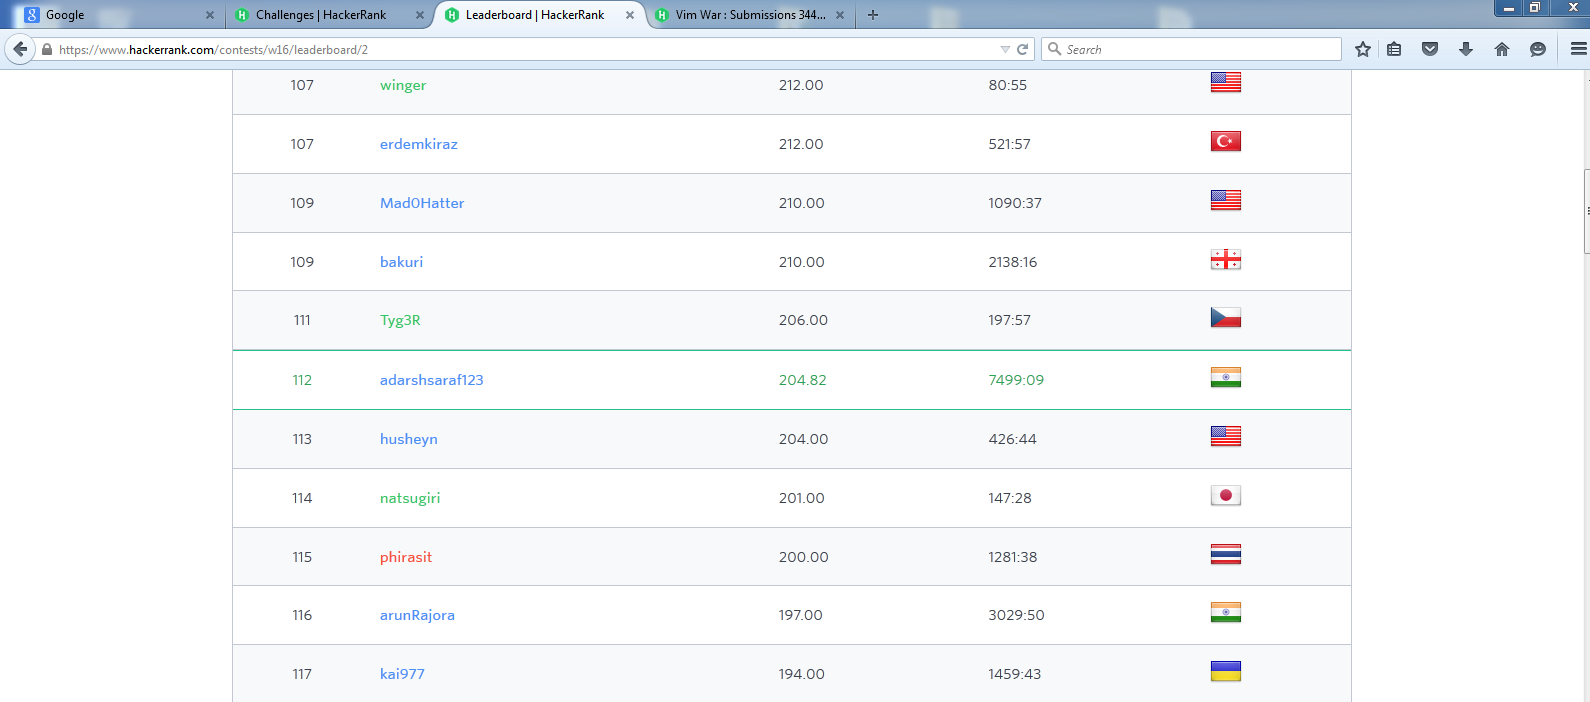 Google
Challenges | HackerRank
Leaderboard | HackerRank
Vim War : Submissions 344...
https://www.hackerrank.com/contests/w16/leaderboard/2
Search
107 winger 212.00 80:55
107 erdemkiraz 212.00 521:57
109 Mad0Hatter 210.00 1090:37
109 bakuri 210.00 2138:16
111 Tyg3R 206.00 197:57
112 adarshsaraf123 204.82 7499:09
113 husheyn 204.00 426:44
114 natsugiri 201.00 147:28
115 phirasit 200.00 1281:38
116 arunRajora 197.00 3029:50
117 kai977 194.00 1459:43